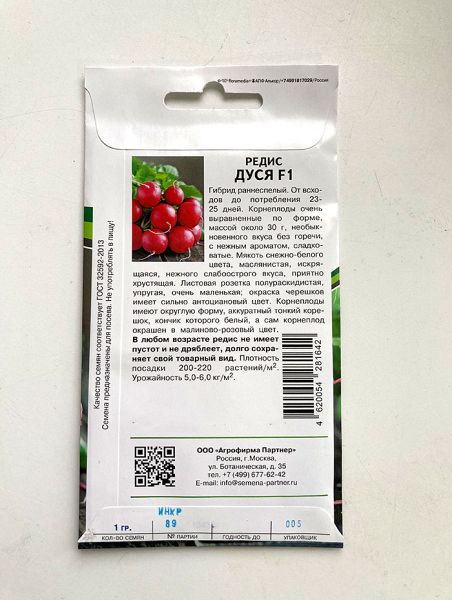 РЕДИС
ДУСЯ F1
Гибрид раннеспелый. От всхо-
дов до потребления 23-
25 дней. Корнеплоды очень
выравненные по форме,
массой около 30 г, необык-
новенного вкуса без горечи,
с нежным ароматом, сладко-
ватые. Мякоть снежно-белого
цвета, маслянистая, искря-
щаяся, нежного слабоострого вкуса, приятно
хрустящая. Листовая розетка полураскидистая,
упругая, очень маленькая; окраска черешков
имеет сильно антоциановый цвет. Корнеплоды
имеют округлую форму, аккуратный тонкий коре-
шок, кончик которого белый, а сам корнеплод
окрашен в малиново-розовый цвет.
В любом возрасте редис не имеет
пустот и не дряблеет, долго сохра-
няет свой товарный вид. Плотность
посадки 200-220 растений/м².
Урожайность 5,0-6,0 кг/м².
Качество семян соответствует ГОСТ 32592-2013
Семена предназначены для посева. Не употреблять в пищу!
4 620054 281642
ООО «Агрофирма Партнер»
Россия, г.Москва,
ул. Ботаническая, д. 35
тел. +7 (499) 677-62-42
E-mail: info@semena-partner.ru
ИНКР
1 гр. 89 005
КОЛ-ВО СЕМЯН № ПАРТИИ ГОДНОСТЬ ДО УПАКОВЩИК